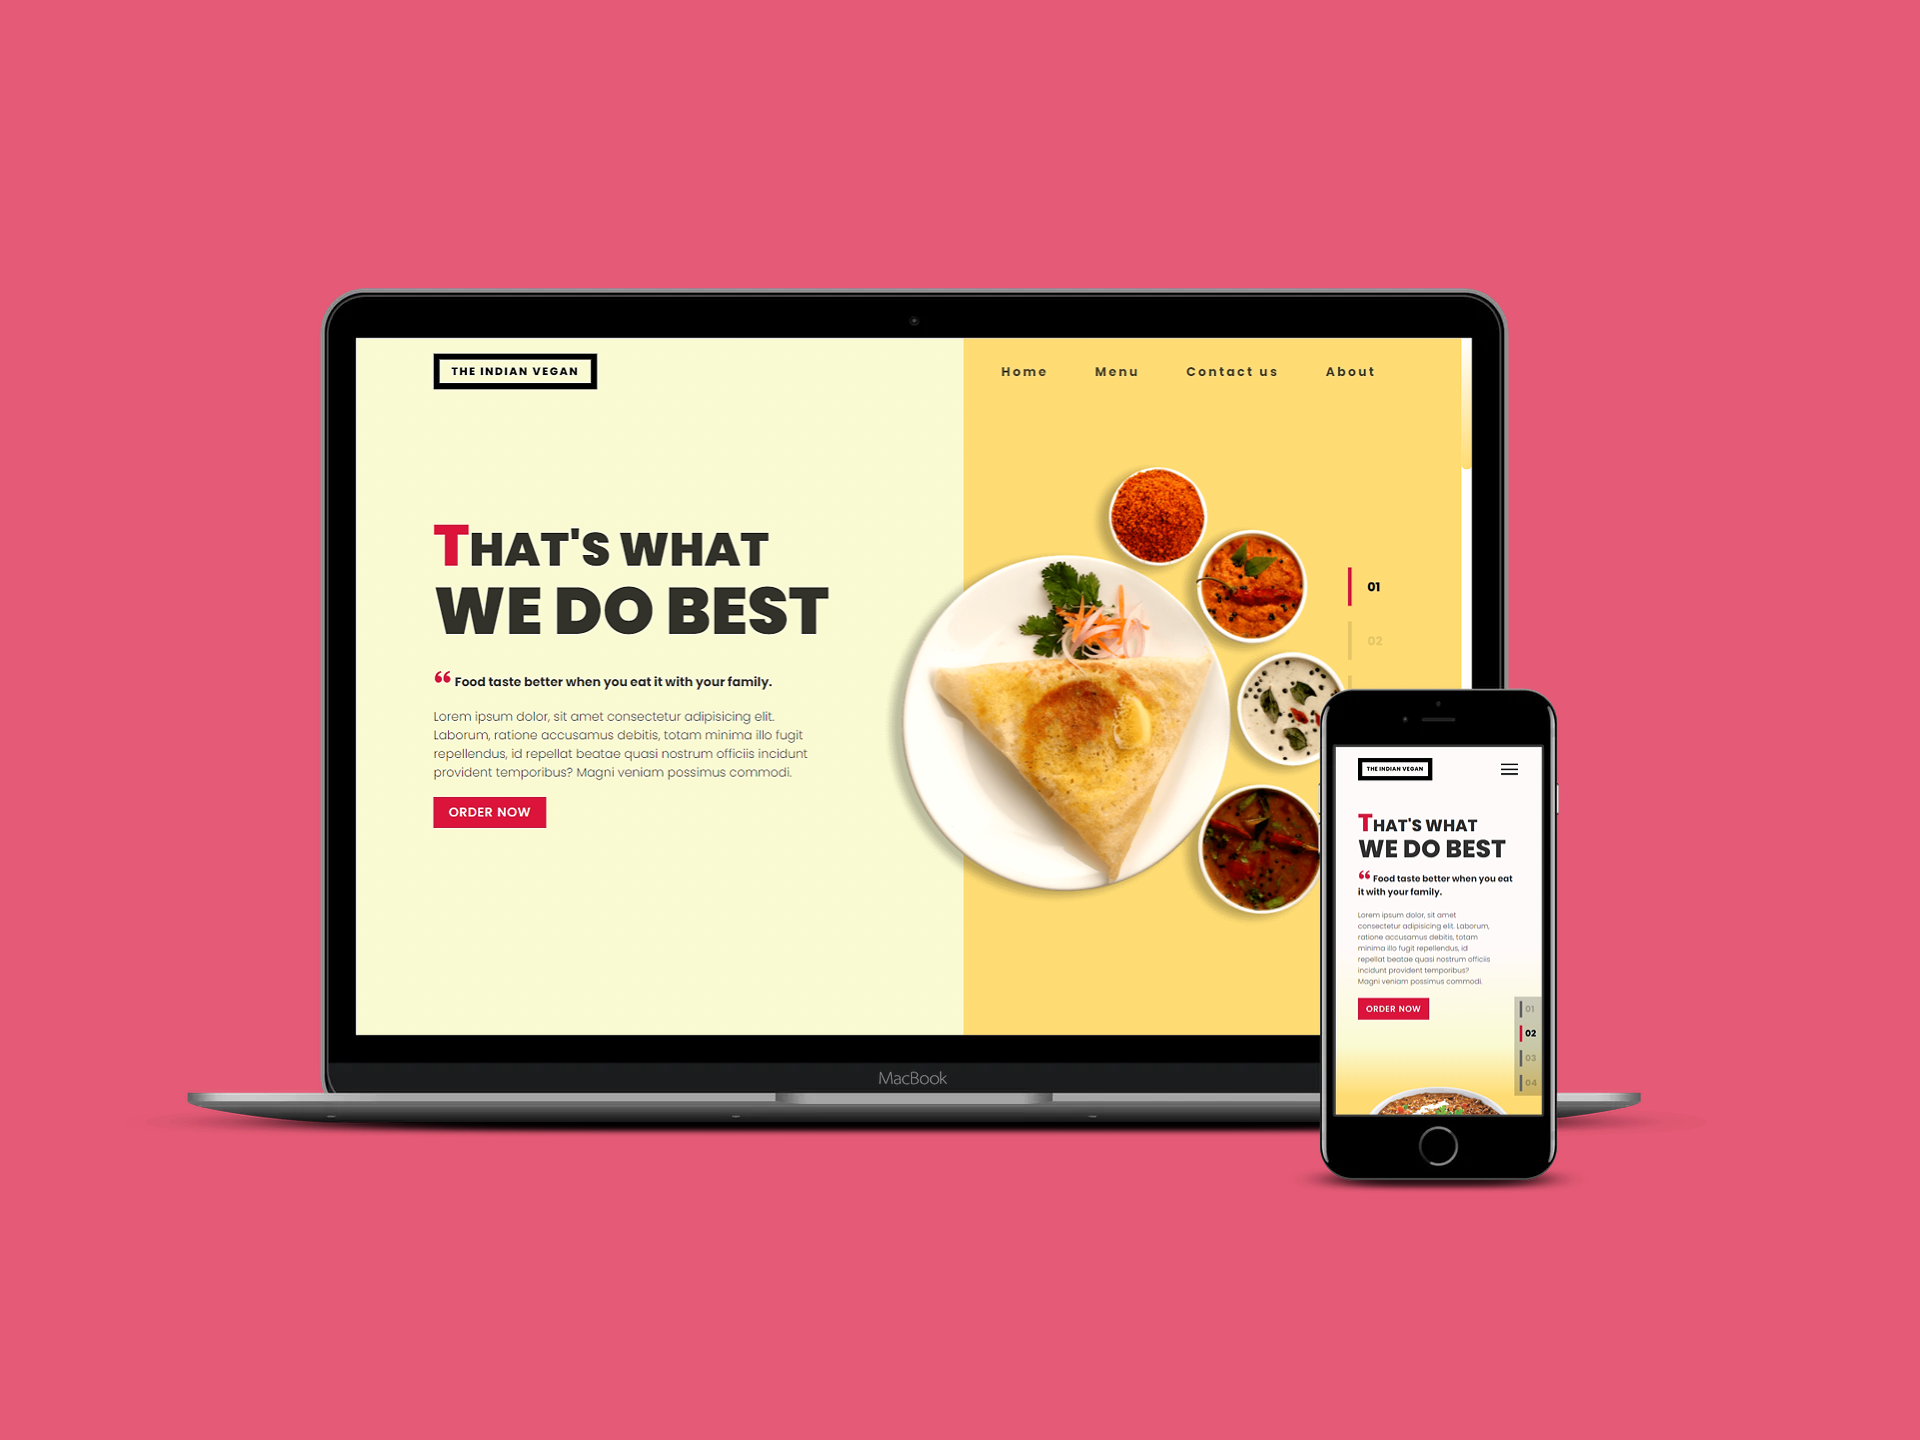 THE INDIAN VEGAN
Home Menu Contact us About
THAT'S WHAT
WE DO BEST
“ Food taste better when you eat it with your family.
Lorem ipsum dolor, sit amet consectetur adipisicing elit.
Laborum, ratione accusamus debitis, totam minima illo fugit
repellendus, id repellat beatae quasi nostrum officiis incidunt
provident temporibus? Magni veniam possimus commodi.
ORDER NOW
01
02
MacBook
THE INDIAN VEGAN
THAT'S WHAT
WE DO BEST
“ Food taste better when you eat
it with your family.
Lorem ipsum dolor, sit amet
consectetur adipisicing elit. Laborum,
ratione accusamus debitis, totam
minima illo fugit repellendus, id
repellat beatae quasi nostrum officiis
incidunt provident temporibus?
Magni veniam possimus commodi.
ORDER NOW
01
02
03
04